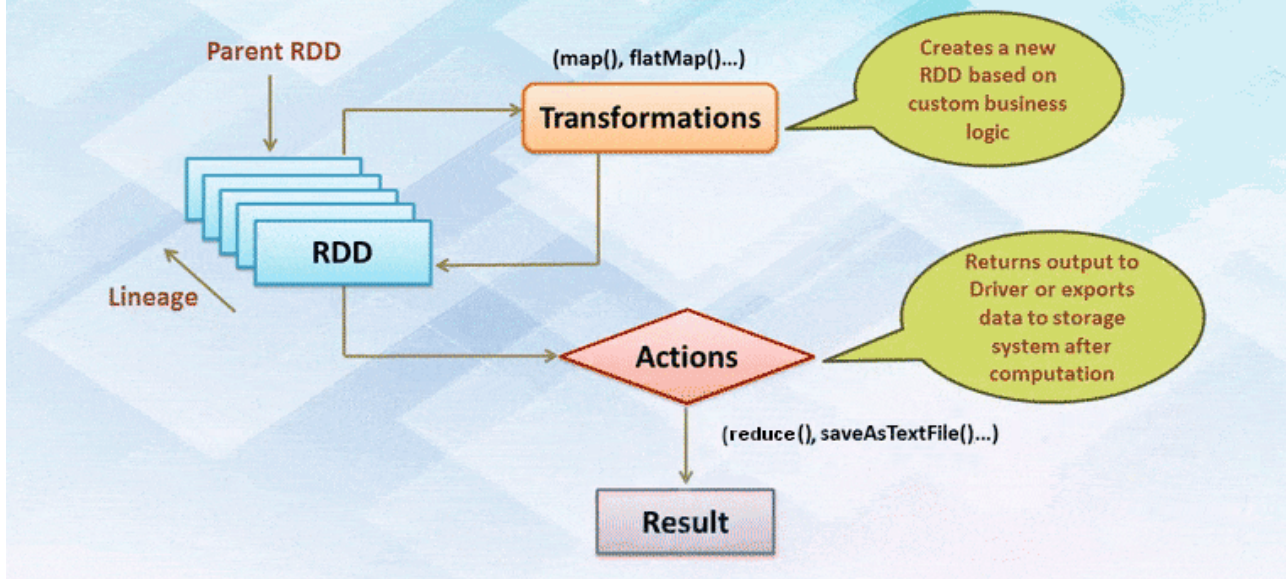 Parent RDD
(map(), flatMap()...)
Transformations
Creates a new
RDD based on
custom business
logic
RDD
Lineage
Returns output to
Driver or exports
data to storage
system after
computation
Actions
(reduce(), saveAsTextFile()...)
Result